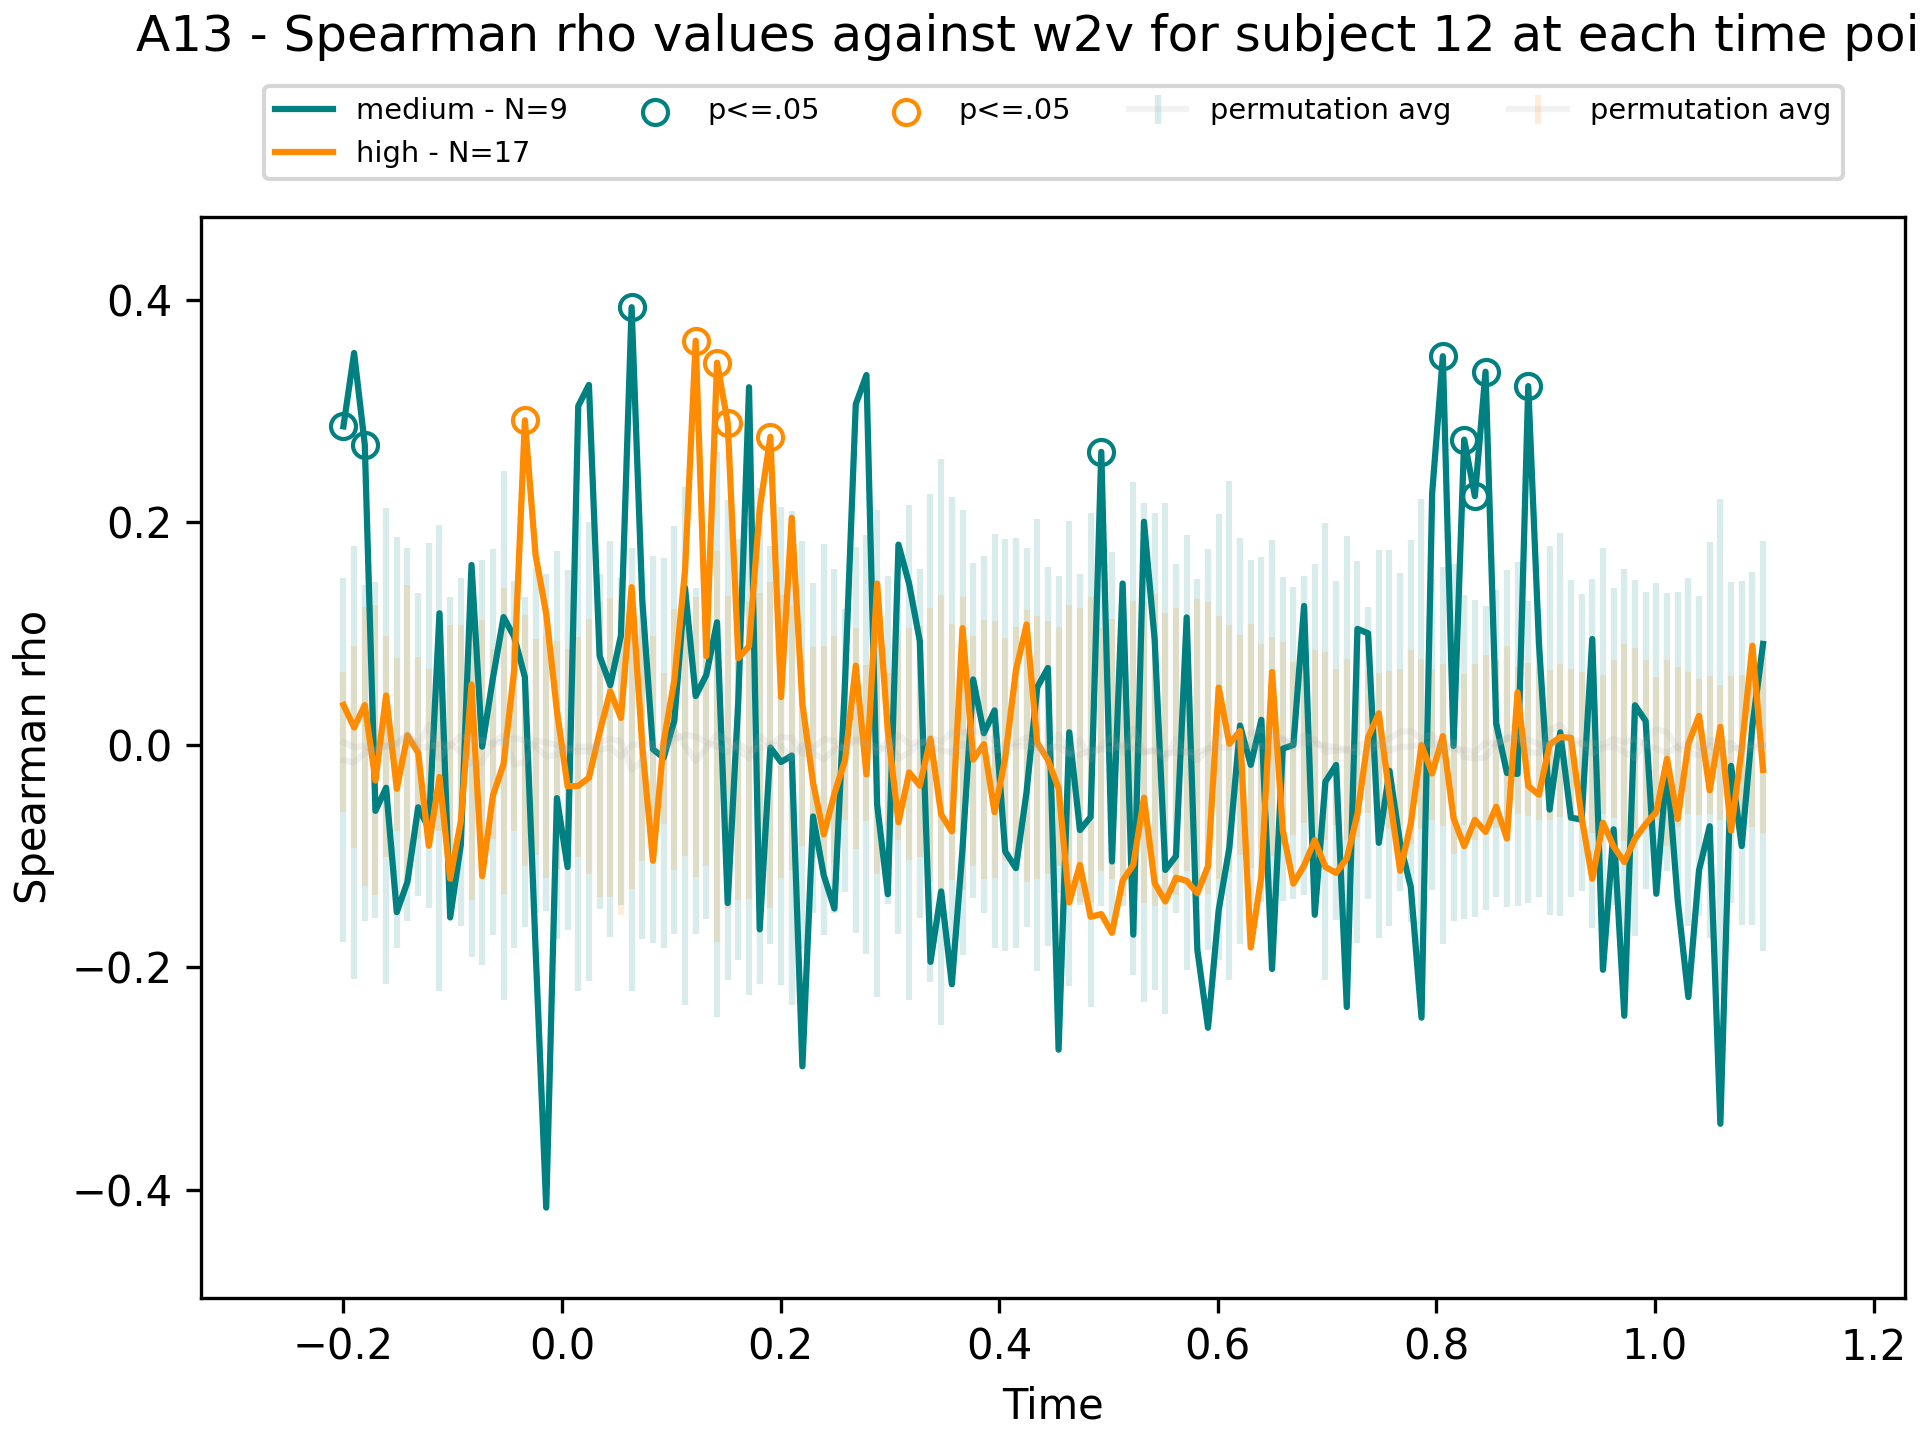 A13 - Spearman rho values against w2v for subject 12 at each time poi
medium - N=9
high - N=17
p<=.05
p<=.05
permutation avg
permutation avg
Spearman rho
0.4
0.2
0.0
−0.2
−0.4
−0.2 0.0 0.2 0.4 0.6 0.8 1.0 1.2
Time